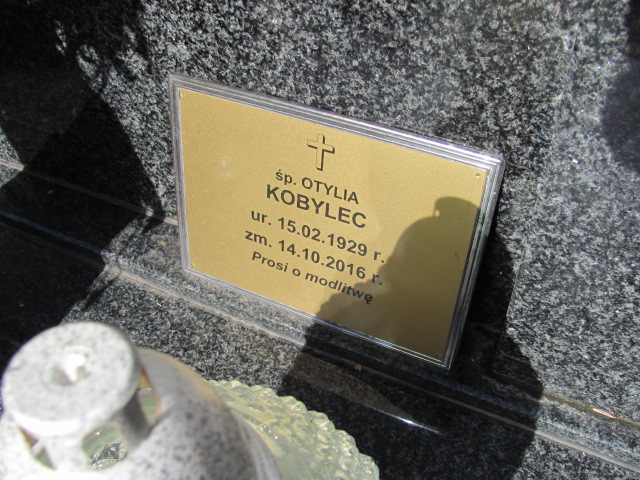 śp. OTYLIA
KOBYLEC
ur. 15.02.1929 r.
zm. 14.10.2016 r.
Prosi o modlitwę